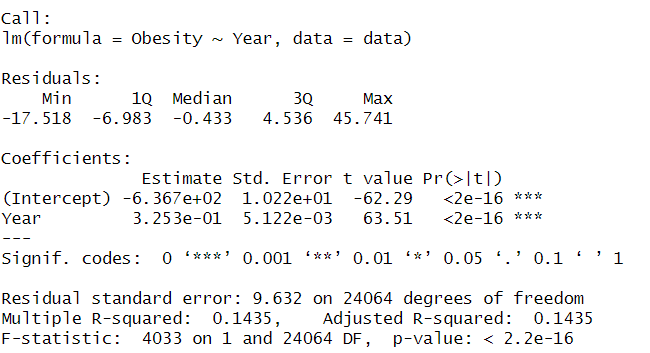 Call:
lm(formula = Obesity ~ Year, data = data)
Residuals:
    Min      1Q  Median      3Q     Max
-17.518  -6.983  -0.433   4.536  45.741
Coefficients:
              Estimate Std. Error t value Pr(>|t|)
(Intercept) -6.367e+02  1.022e+01  -62.29   <2e-16 ***
Year         3.253e-01  5.122e-03   63.51   <2e-16 ***
---
Signif. codes:  0 ‘***’ 0.001 ‘**’ 0.01 ‘*’ 0.05 ‘.’ 0.1 ‘ ’ 1
Residual standard error: 9.632 on 24064 degrees of freedom
Multiple R-squared:  0.1435,    Adjusted R-squared:  0.1435
F-statistic:  4033 on 1 and 24064 DF,  p-value: < 2.2e-16